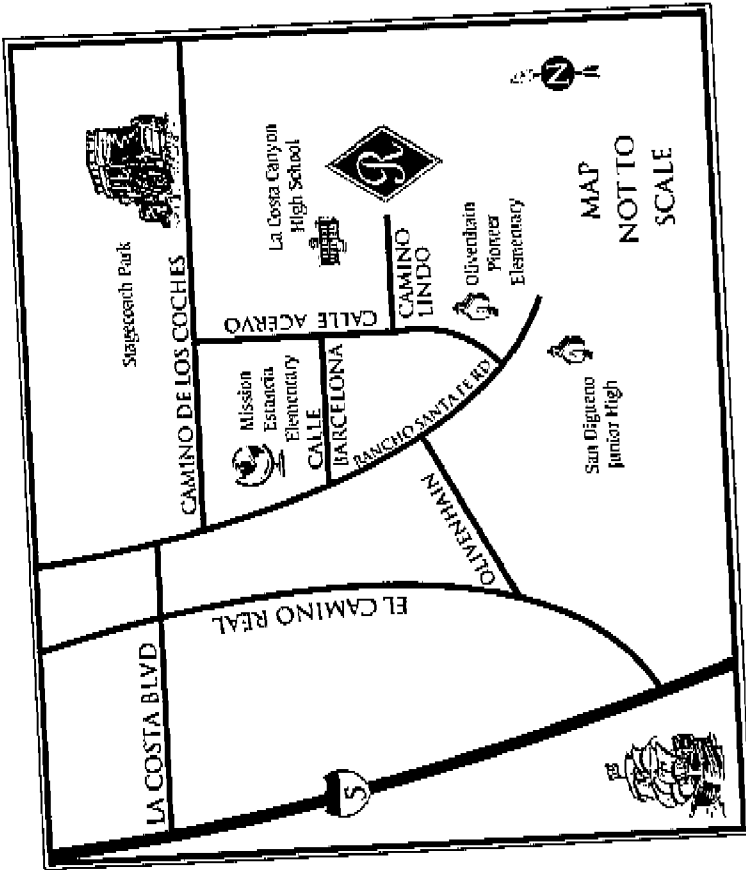 Stagecoach Park
CAMINO DE LOS COCHES
La Costa Canyon
High School
R
N
MAP
NOT TO
SCALE
CALLE ACERVO
CAMINO
LINDO
Olivenhain
Pioneer
Elementary
Mission
Estancia
Elementary
CALLE
BARCELONA
RANCHO SANTA FE RD
San Digueno
Junior High
OLIVENHAIN
EL CAMINO REAL
LA COSTA BLVD
5